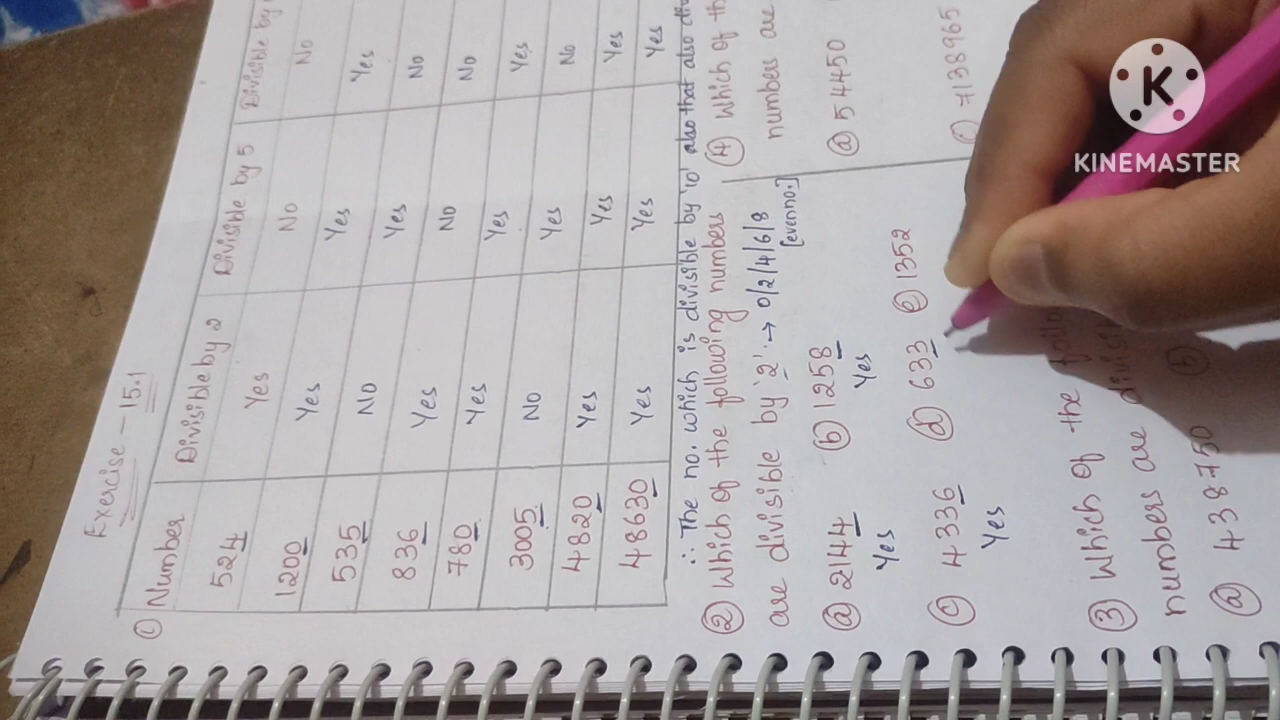 Exercise - 15.1
① Number Divisible by 2 Divisible by 5 Divisible by
524 Yes No No
1200 Yes Yes Yes
535 No Yes No
836 Yes No No
780 Yes Yes Yes
3005 No Yes No
4820 Yes Yes Yes
48630 Yes Yes Yes
∴ The no. which is divisible by '10' also that also div
② Which of the following numbers
are divisible by '2' → 0/2/4/6/8
[even no.]
ⓐ 2144 ⓑ 1258
Yes Yes
ⓒ 4336 ⓓ 633 ⓔ 1352
Yes
③ Which of the
numbers are
ⓐ 438750 ⓑ
④ Which of th
numbers are
ⓐ 54450
ⓒ 7138965
K
KINEMASTER